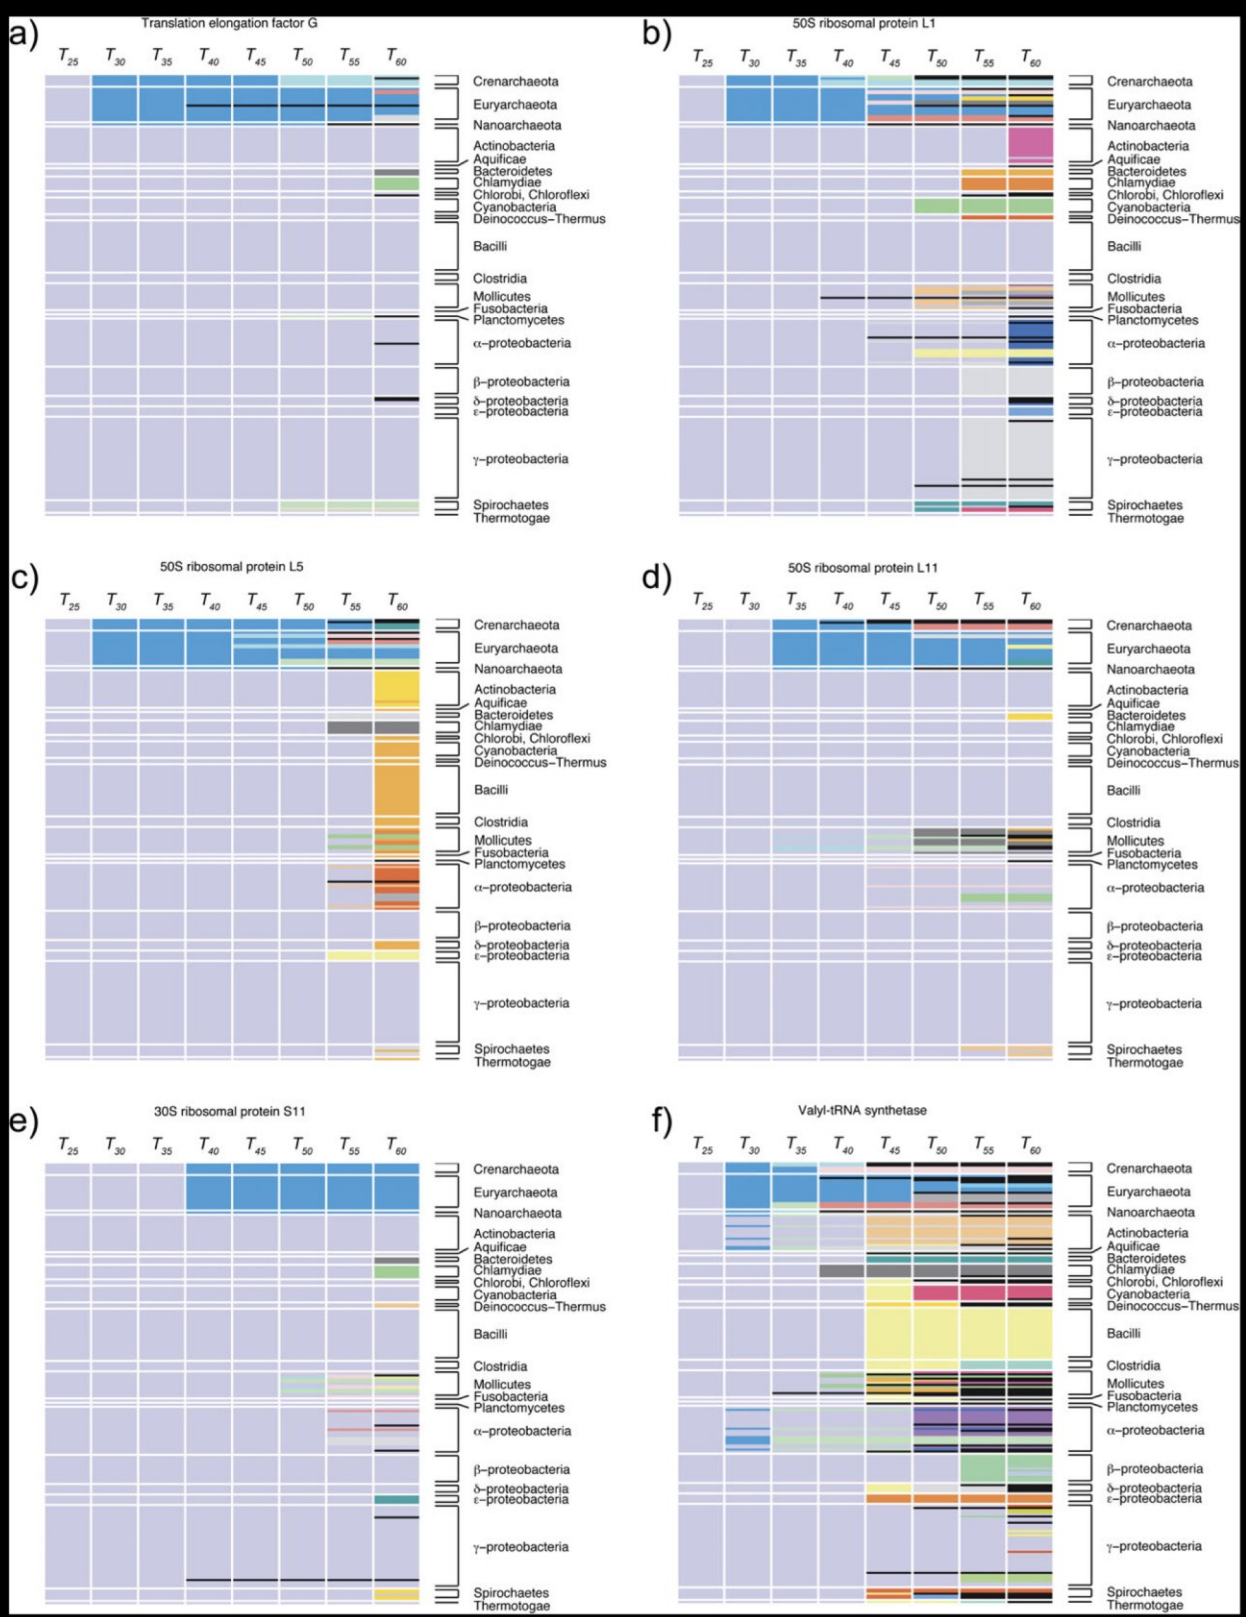 a)
Translation elongation factor G
T25 T30 T35 T40 T45 T50 T55 T60
Crenarchaeota
Euryarchaeota
Nanoarchaeota
Actinobacteria
Aquificae
Bacteroidetes
Chlamydiae
Chlorobi, Chloroflexi
Cyanobacteria
Deinococcus–Thermus
Bacilli
Clostridia
Mollicutes
Fusobacteria
Planctomycetes
α–proteobacteria
β–proteobacteria
δ–proteobacteria
ε–proteobacteria
γ–proteobacteria
Spirochaetes
Thermotogae
b)
50S ribosomal protein L1
T25 T30 T35 T40 T45 T50 T55 T60
Crenarchaeota
Euryarchaeota
Nanoarchaeota
Actinobacteria
Aquificae
Bacteroidetes
Chlamydiae
Chlorobi, Chloroflexi
Cyanobacteria
Deinococcus–Thermus
Bacilli
Clostridia
Mollicutes
Fusobacteria
Planctomycetes
α–proteobacteria
β–proteobacteria
δ–proteobacteria
ε–proteobacteria
γ–proteobacteria
Spirochaetes
Thermotogae
c)
50S ribosomal protein L5
T25 T30 T35 T40 T45 T50 T55 T60
Crenarchaeota
Euryarchaeota
Nanoarchaeota
Actinobacteria
Aquificae
Bacteroidetes
Chlamydiae
Chlorobi, Chloroflexi
Cyanobacteria
Deinococcus–Thermus
Bacilli
Clostridia
Mollicutes
Fusobacteria
Planctomycetes
α–proteobacteria
β–proteobacteria
δ–proteobacteria
ε–proteobacteria
γ–proteobacteria
Spirochaetes
Thermotogae
d)
50S ribosomal protein L11
T25 T30 T35 T40 T45 T50 T55 T60
Crenarchaeota
Euryarchaeota
Nanoarchaeota
Actinobacteria
Aquificae
Bacteroidetes
Chlamydiae
Chlorobi, Chloroflexi
Cyanobacteria
Deinococcus–Thermus
Bacilli
Clostridia
Mollicutes
Fusobacteria
Planctomycetes
α–proteobacteria
β–proteobacteria
δ–proteobacteria
ε–proteobacteria
γ–proteobacteria
Spirochaetes
Thermotogae
e)
30S ribosomal protein S11
T25 T30 T35 T40 T45 T50 T55 T60
Crenarchaeota
Euryarchaeota
Nanoarchaeota
Actinobacteria
Aquificae
Bacteroidetes
Chlamydiae
Chlorobi, Chloroflexi
Cyanobacteria
Deinococcus–Thermus
Bacilli
Clostridia
Mollicutes
Fusobacteria
Planctomycetes
α–proteobacteria
β–proteobacteria
δ–proteobacteria
ε–proteobacteria
γ–proteobacteria
Spirochaetes
Thermotogae
f)
Valyl-tRNA synthetase
T25 T30 T35 T40 T45 T50 T55 T60
Crenarchaeota
Euryarchaeota
Nanoarchaeota
Actinobacteria
Aquificae
Bacteroidetes
Chlamydiae
Chlorobi, Chloroflexi
Cyanobacteria
Deinococcus–Thermus
Bacilli
Clostridia
Mollicutes
Fusobacteria
Planctomycetes
α–proteobacteria
β–proteobacteria
δ–proteobacteria
ε–proteobacteria
γ–proteobacteria
Spirochaetes
Thermotogae